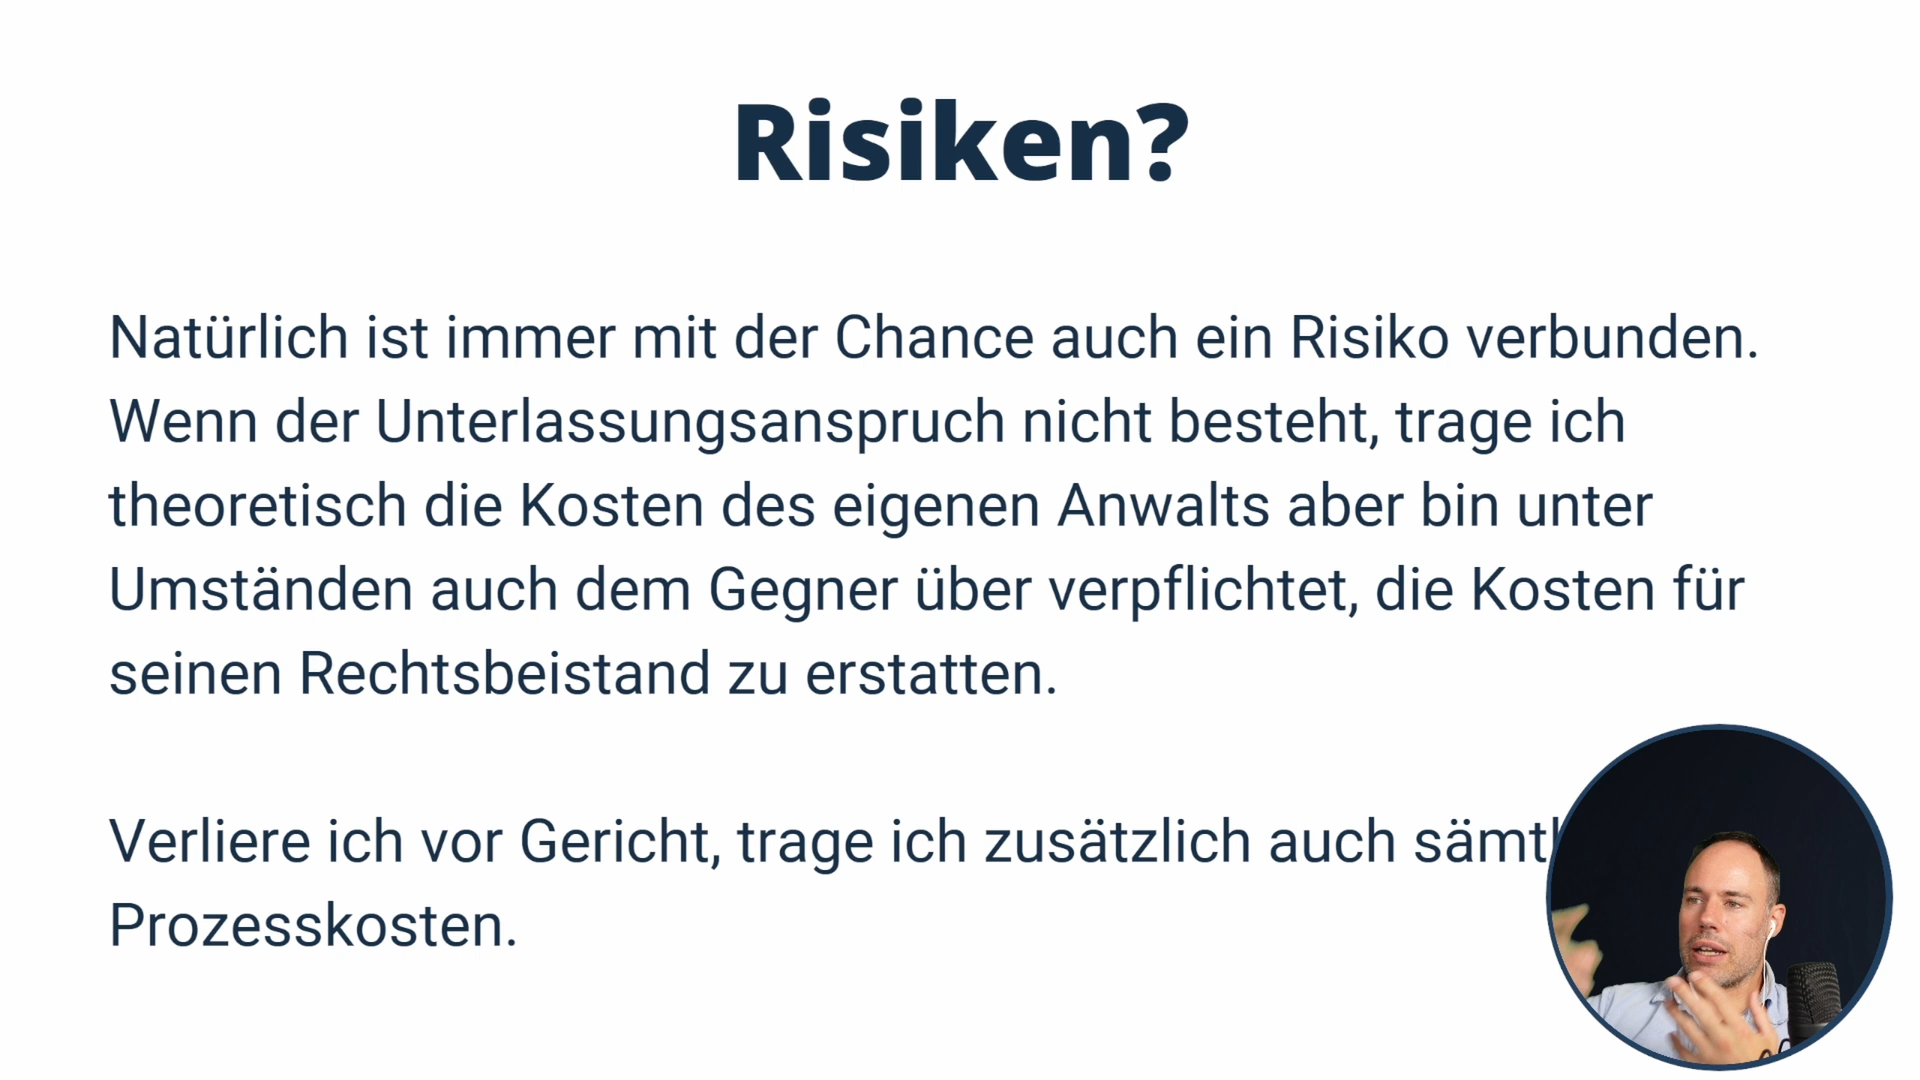 Risiken?
Natürlich ist immer mit der Chance auch ein Risiko verbunden.
Wenn der Unterlassungsanspruch nicht besteht, trage ich
theoretisch die Kosten des eigenen Anwalts aber bin unter
Umständen auch dem Gegner über verpflichtet, die Kosten für
seinen Rechtsbeistand zu erstatten.
Verliere ich vor Gericht, trage ich zusätzlich auch
Prozesskosten.